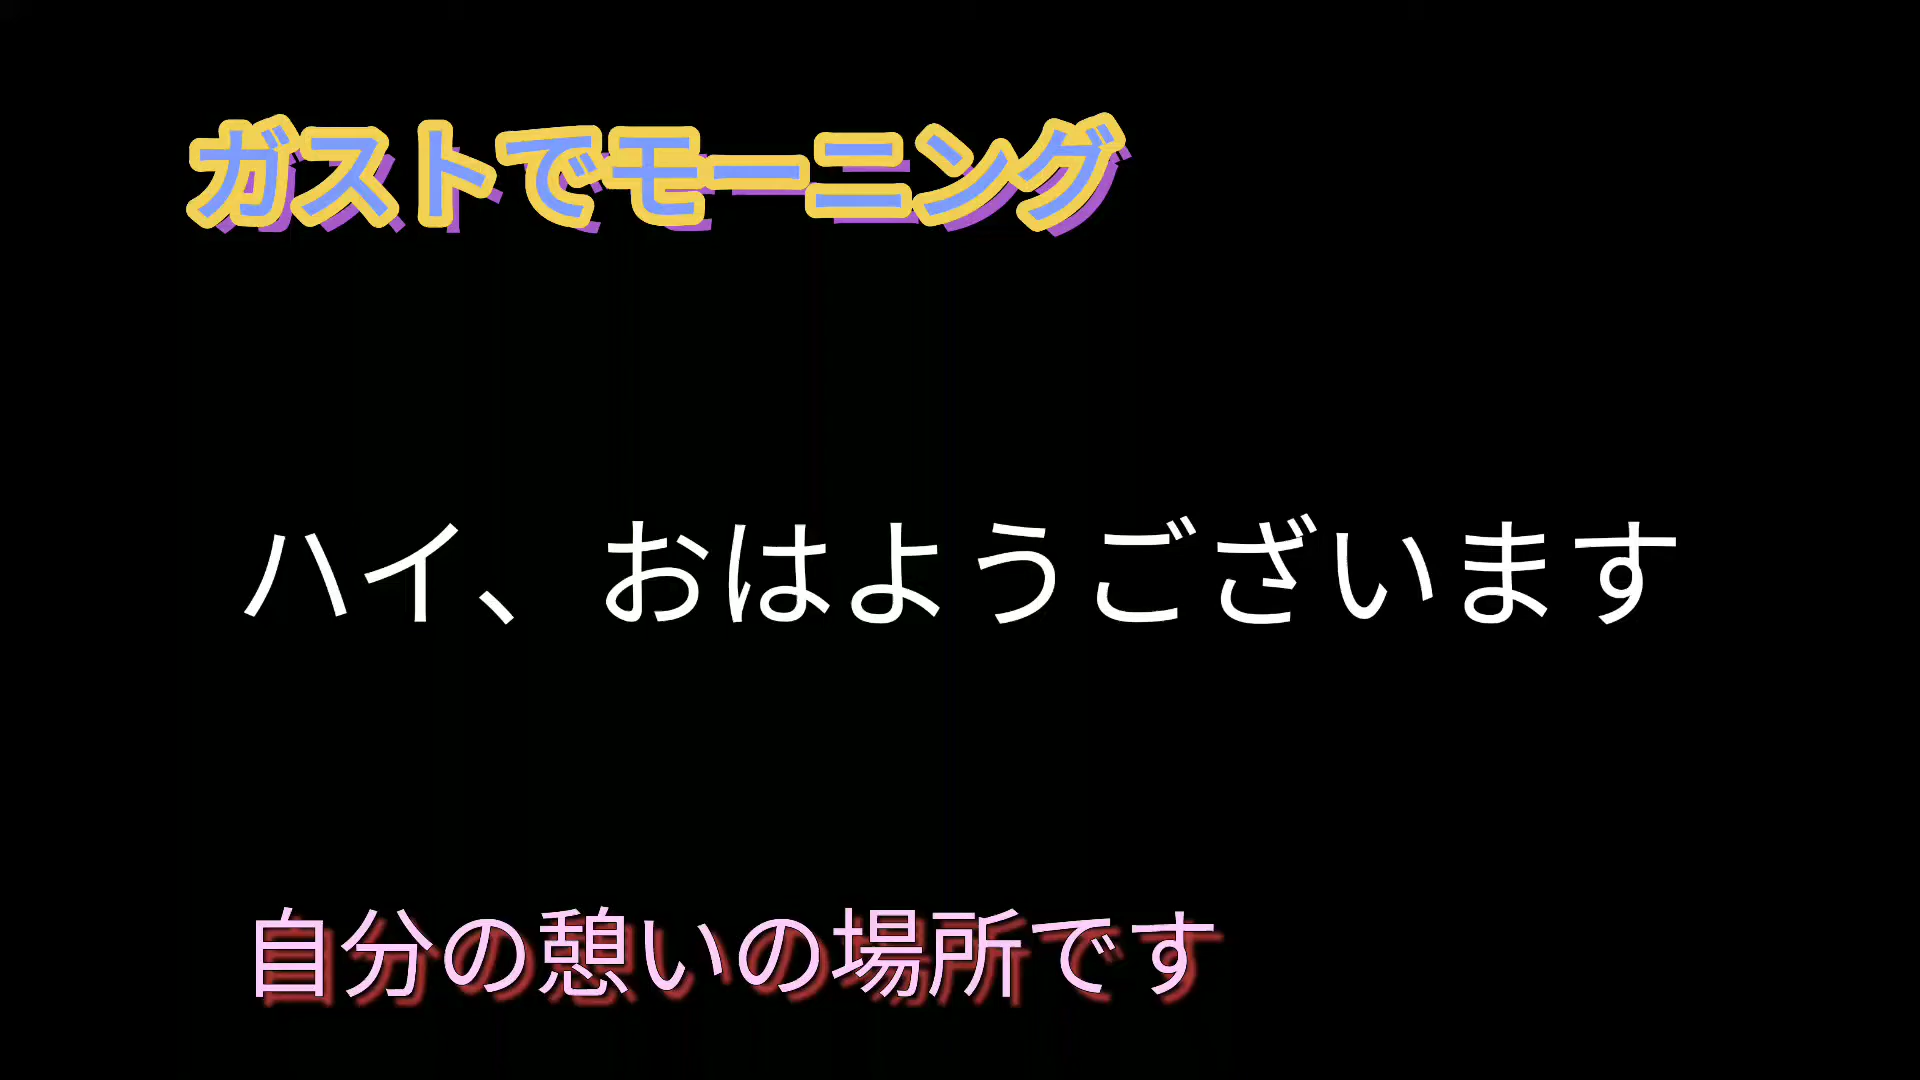 ガストでモーニング
ハイ、おはようございます
自分の憩いの場所です